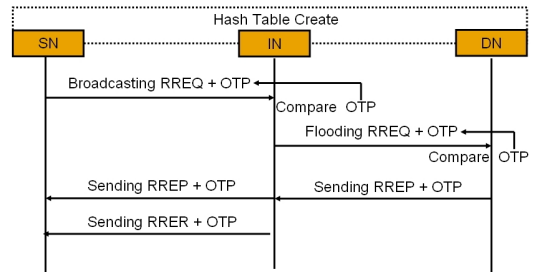 Hash Table Create
SN IN DN
Broadcasting RREQ + OTP
Compare OTP
Flooding RREQ + OTP
Compare OTP
Sending RREP + OTP Sending RREP + OTP
Sending RRER + OTP